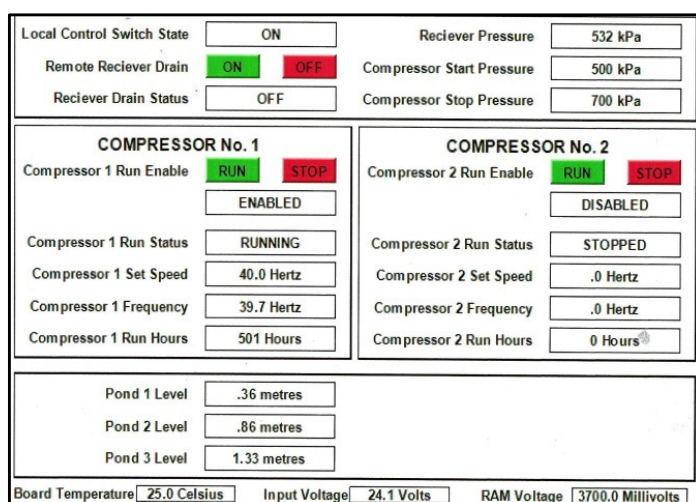 Local Control Switch State ON Reciever Pressure 532 kPa
Remote Reciever Drain ON OFF Compressor Start Pressure 500 kPa
Reciever Drain Status OFF Compressor Stop Pressure 700 kPa
COMPRESSOR No. 1
Compressor 1 Run Enable RUN STOP
ENABLED
Compressor 1 Run Status RUNNING
Compressor 1 Set Speed 40.0 Hertz
Compressor 1 Frequency 39.7 Hertz
Compressor 1 Run Hours 501 Hours
COMPRESSOR No. 2
Compressor 2 Run Enable RUN STOP
DISABLED
Compressor 2 Run Status STOPPED
Compressor 2 Set Speed .0 Hertz
Compressor 2 Frequency .0 Hertz
Compressor 2 Run Hours 0 Hours
Pond 1 Level .36 metres
Pond 2 Level .86 metres
Pond 3 Level 1.33 metres
Board Temperature 25.0 Celsius Input Voltage 24.1 Volts RAM Voltage 3700.0 Millivolts